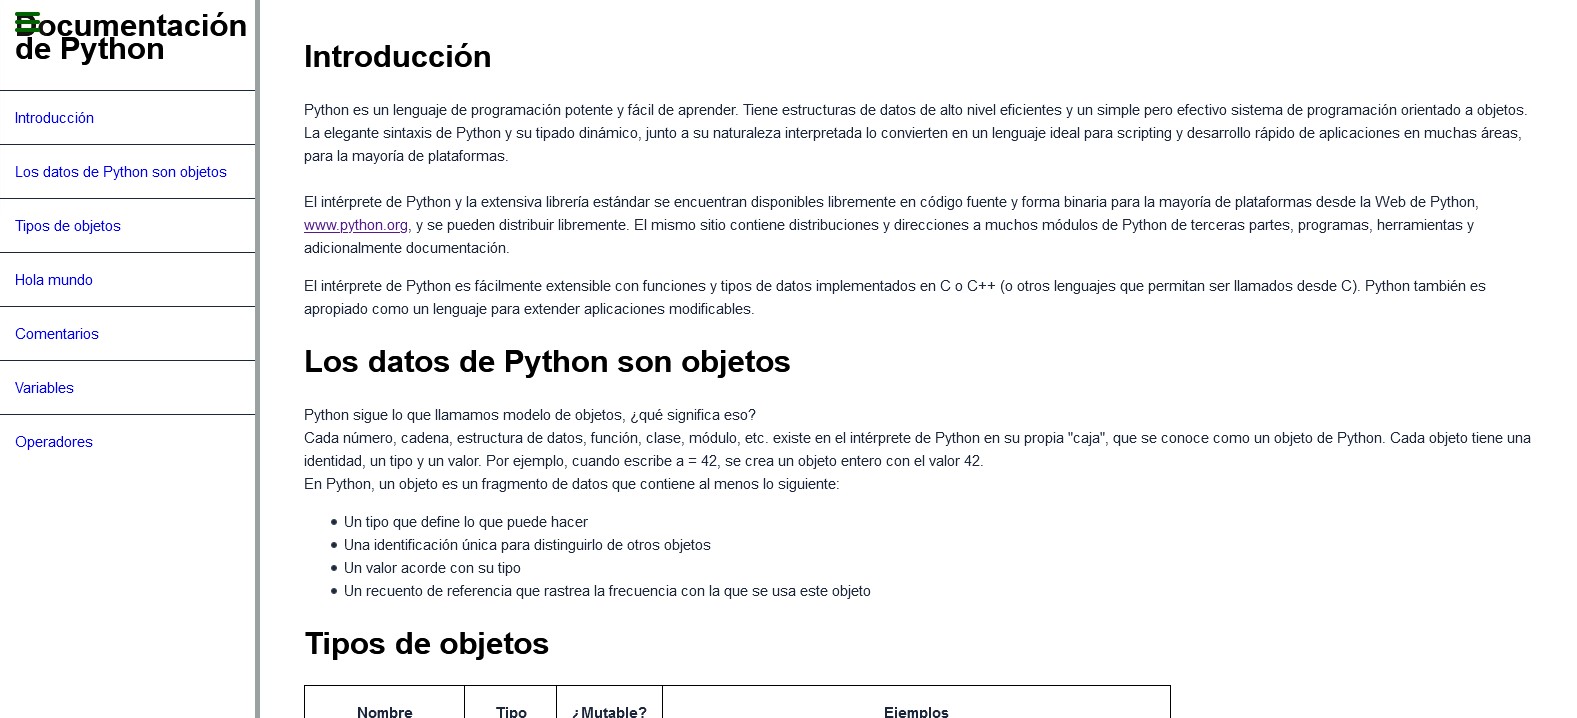 Documentación
de Python
Introducción
Los datos de Python son objetos
Tipos de objetos
Hola mundo
Comentarios
Variables
Operadores
Introducción
Python es un lenguaje de programación potente y fácil de aprender. Tiene estructuras de datos de alto nivel eficientes y un simple pero efectivo sistema de programación orientado a objetos.
La elegante sintaxis de Python y su tipado dinámico, junto a su naturaleza interpretada lo convierten en un lenguaje ideal para scripting y desarrollo rápido de aplicaciones en muchas áreas,
para la mayoría de plataformas.
El intérprete de Python y la extensiva librería estándar se encuentran disponibles libremente en código fuente y forma binaria para la mayoría de plataformas desde la Web de Python,
www.python.org, y se pueden distribuir libremente. El mismo sitio contiene distribuciones y direcciones a muchos módulos de Python de terceras partes, programas, herramientas y
adicionalmente documentación.
El intérprete de Python es fácilmente extensible con funciones y tipos de datos implementados en C o C++ (o otros lenguajes que permitan ser llamados desde C). Python también es
apropiado como un lenguaje para extender aplicaciones modificables.
Los datos de Python son objetos
Python sigue lo que llamamos modelo de objetos, ¿qué significa eso?
Cada número, cadena, estructura de datos, función, clase, módulo, etc. existe en el intérprete de Python en su propia "caja", que se conoce como un objeto de Python. Cada objeto tiene una
identidad, un tipo y un valor. Por ejemplo, cuando escribe a = 42, se crea un objeto entero con el valor 42.
En Python, un objeto es un fragmento de datos que contiene al menos lo siguiente:
Un tipo que define lo que puede hacer
Una identificación única para distinguirlo de otros objetos
Un valor acorde con su tipo
Un recuento de referencia que rastrea la frecuencia con la que se usa este objeto
Tipos de objetos
Nombre Tipo ¿Mutable? Ejemplos